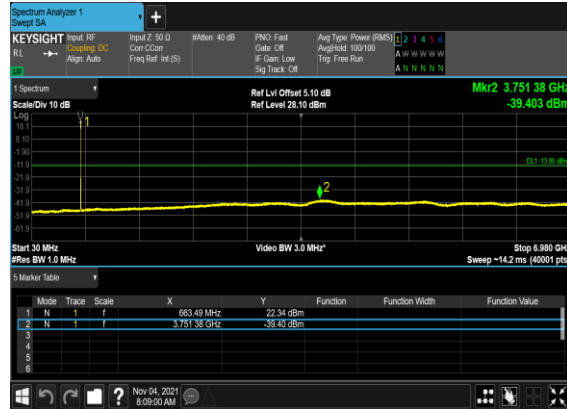 Spectrum Analyzer 1
Swept SA
+
KEYSIGHT Input: RF Input Z: 50 Ω #Atten: 40 dB PNO: Fast Avg Type: Power (RMS) 1 2 3 4 5 6
RL Coupling: DC Corr CCorr Gate: Off Avg|Hold: 100/100 A W W W W W
Align: Auto Freq Ref: Int (S) IF Gain: Low Trig: Free Run
Sig Track: Off A N N N N N
1 Spectrum Ref Lvl Offset 5.10 dB Mkr2 3.751 38 GHz
Scale/Div 10 dB Ref Level 28.10 dBm -39.403 dBm
Log
18.1
1
8.10
-1.90
-11.9 DL1 -13.00 dBm
-21.9
-31.9 2
-41.9
-51.9
-61.9
Start 30 MHz Video BW 3.0 MHz* Stop 6.980 GHz
#Res BW 1.0 MHz Sweep ~14.2 ms (40001 pts
5 Marker Table
Mode Trace Scale X Y Function Function Width Function Value
1 N 1 f 663.49 MHz 22.34 dBm
2 N 1 f 3.751 38 GHz -39.40 dBm
3
4
5
6
? Nov 04, 2021
8:09:00 AM